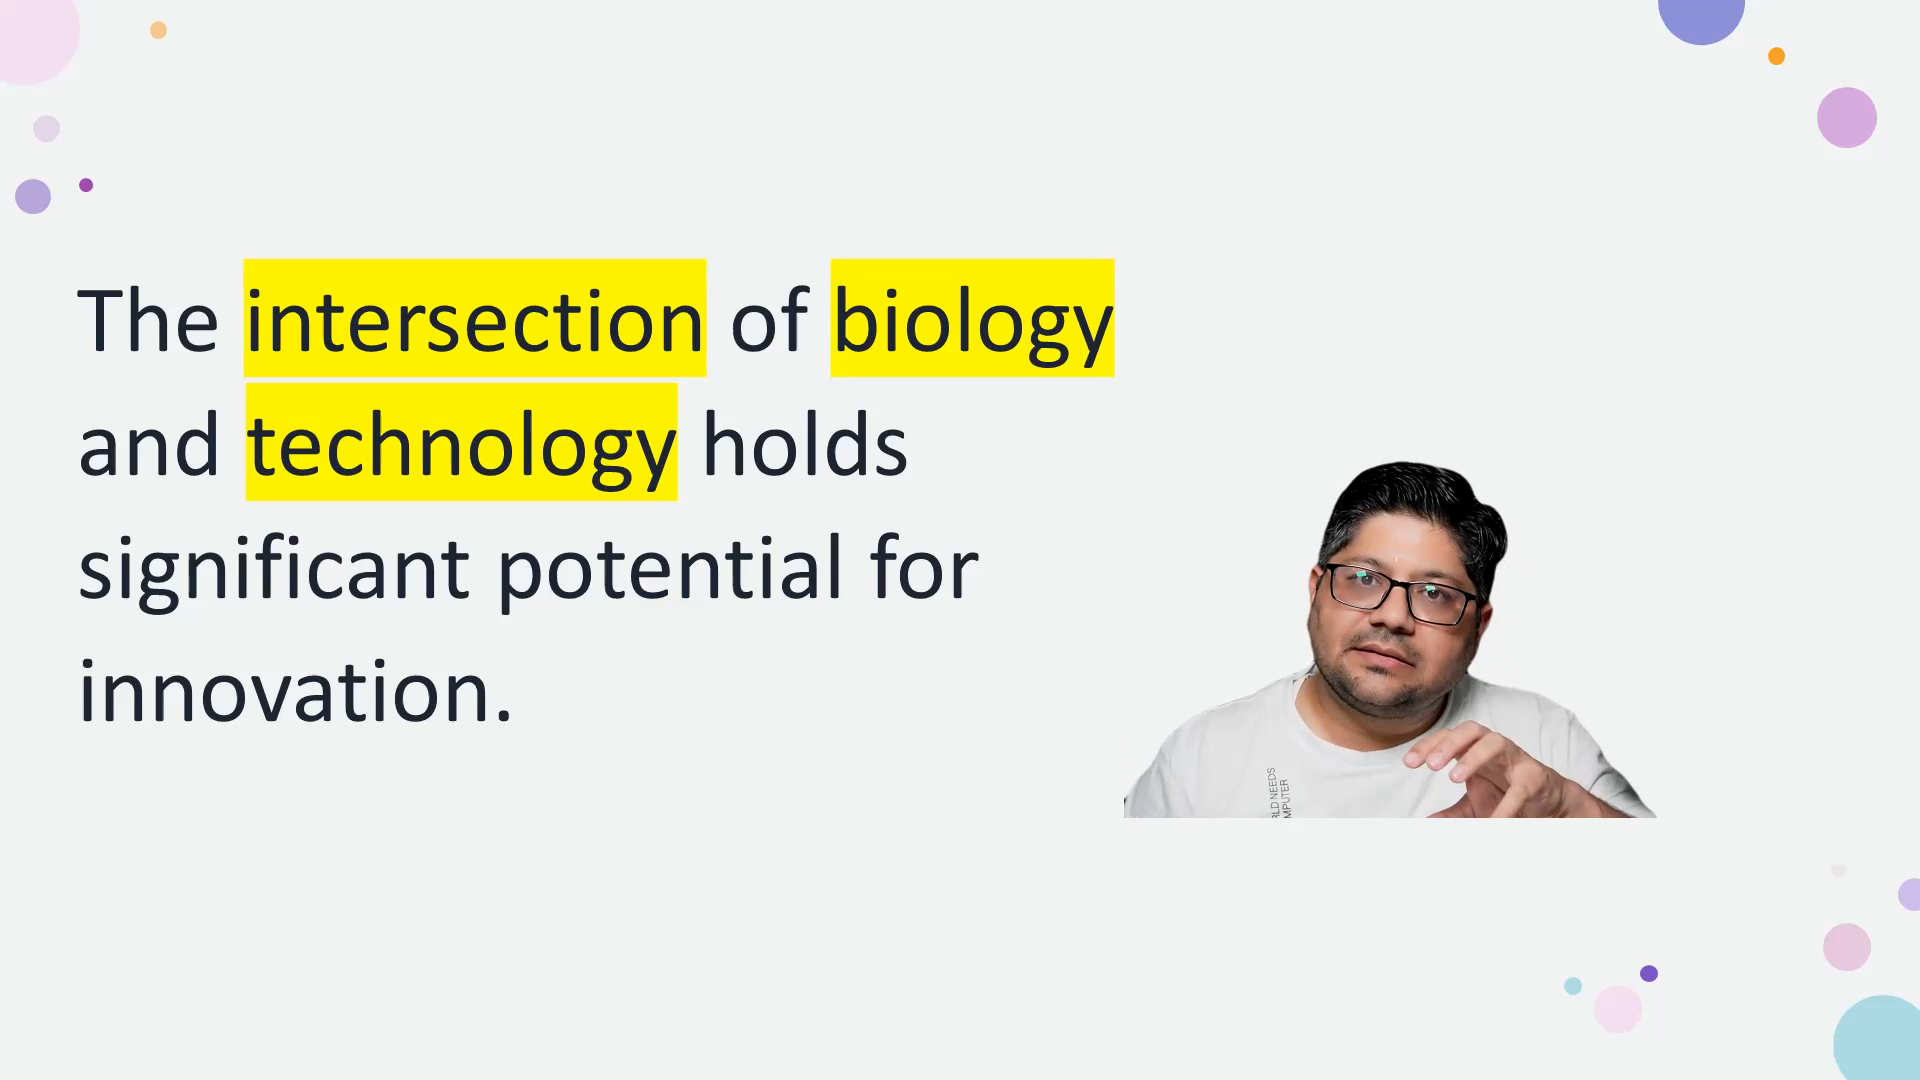 The intersection of biology
and technology holds
significant potential for
innovation.
RLD NEEDS
MPUTER